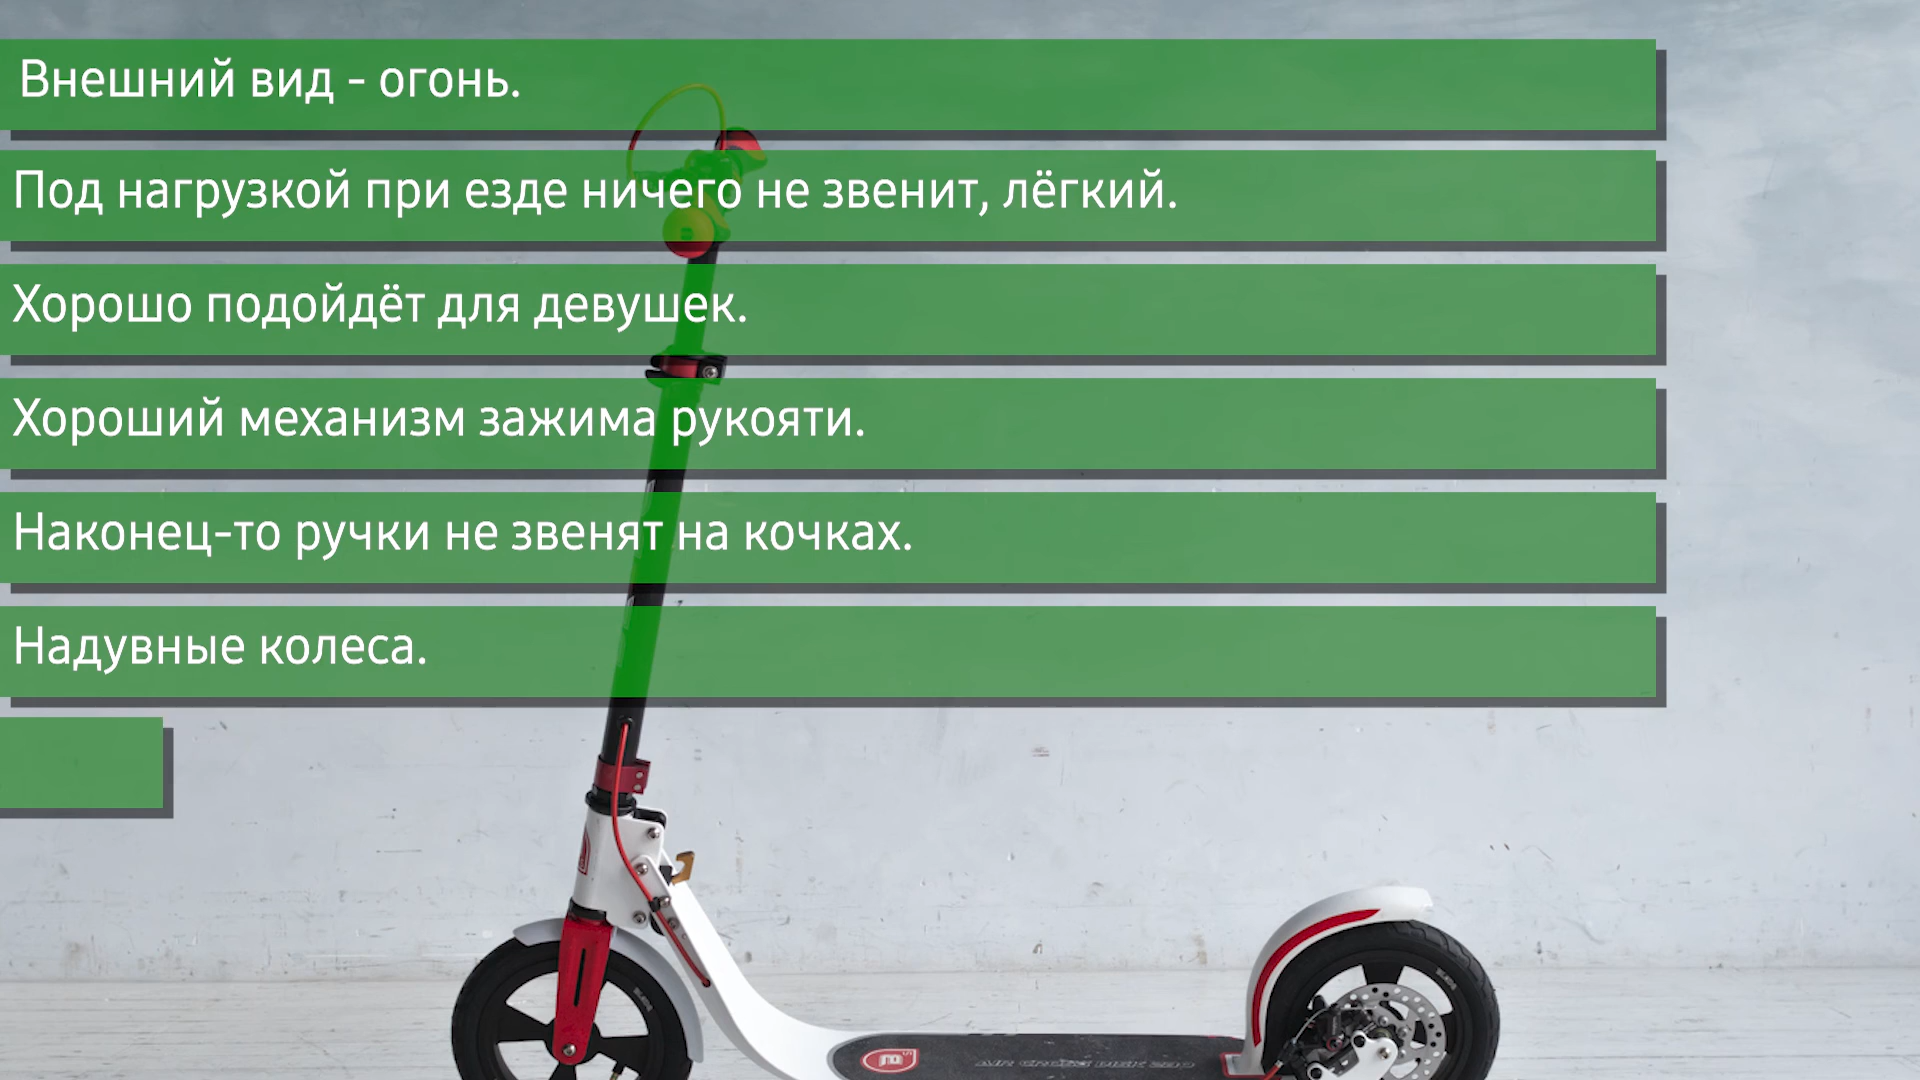 Внешний вид - огонь.
Под нагрузкой при езде ничего не звенит, лёгкий.
Хорошо подойдёт для девушек.
Хороший механизм зажима рукояти.
Наконец-то ручки не звенят на кочках.
Надувные колеса.